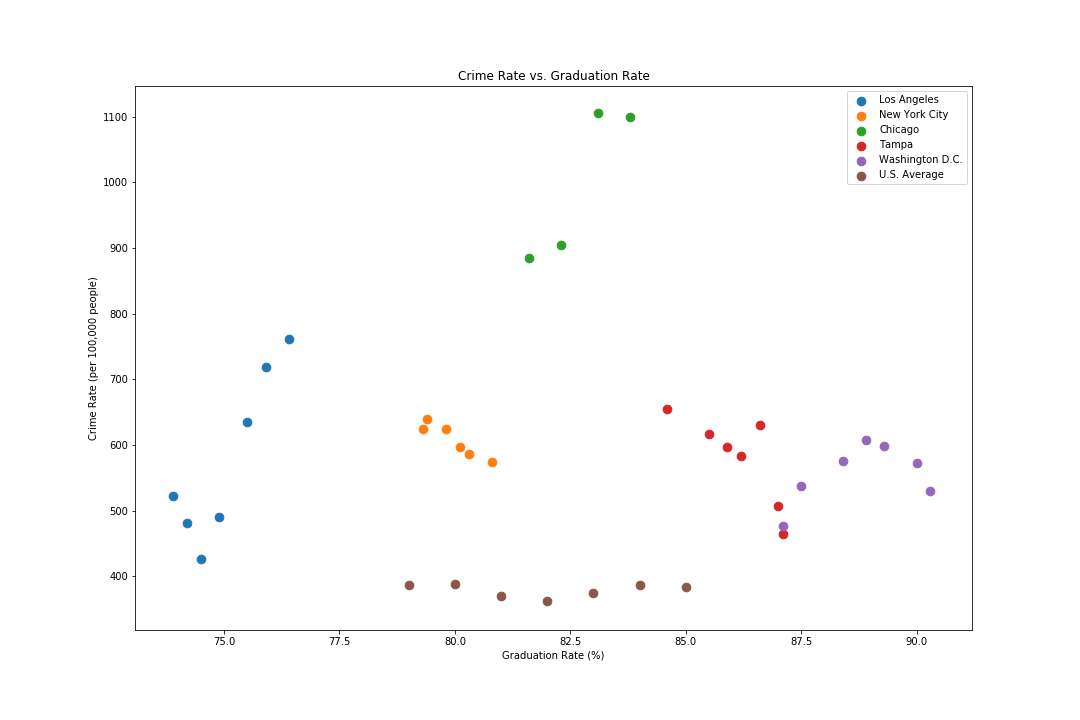 Crime Rate vs. Graduation Rate
Los Angeles
New York City
Chicago
Tampa
Washington D.C.
U.S. Average
Crime Rate (per 100,000 people)
1100
1000
900
800
700
600
500
400
75.0 77.5 80.0 82.5 85.0 87.5 90.0
Graduation Rate (%)